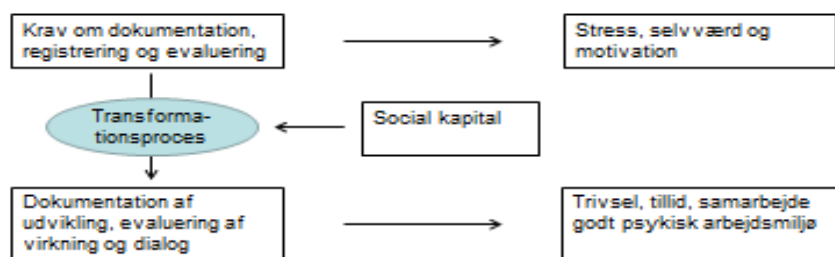 Krav om dokumentation,
registrering og evaluering
Stress, selvværd og
motivation
Transforma-
tionsproces
Social kapital
Dokumentation af
udvikling, evaluering af
virkning og dialog
Trivsel, tillid, samarbejde
godt psykisk arbejdsmiljø